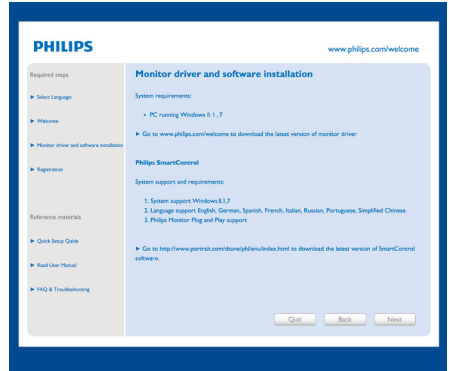 PHILIPS
www.philips.com/welcome
Required steps
Select Language:
Welcome
Monitor driver and software installation
Registration
Reference materials
Quick Setup Quide
Read User Manual
FAQ & Troubleshooting
Monitor driver and software installation
System requirements:
• PC running Windows 8.1 , 7
Go to www.philips.com/welcome to download the latest version of monitor driver
Philips SmartControl
System support and requirements:
1. System support Windows8.1,7
2. Language support English, German, Spanish, French, Italian, Russian, Portuguese, Simplified Chinese
3. Philips Monitor Plug and Play support
Go to http://www.portrait.com/dtune/phl/enu/index.html to download the latest version of SmartControl
software.
Quit
Back
Next